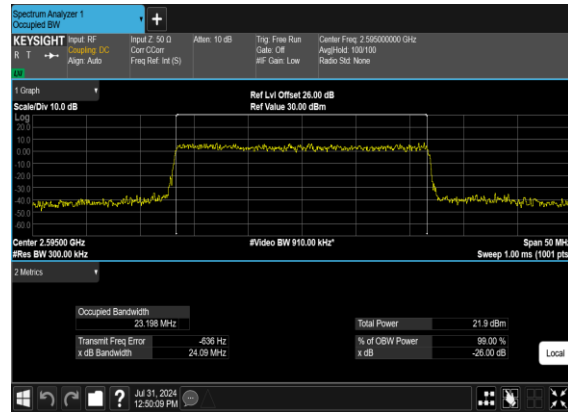 Spectrum Analyzer 1
Occupied BW
+
KEYSIGHT
R T
LW
Input: RF
Coupling: DC
Align: Auto
Input Z: 50 Ω
Corr CCorr
Freq Ref: Int (S)
Atten: 10 dB
Trig: Free Run
Gate: Off
#IF Gain: Low
Center Freq: 2.595000000 GHz
Avg|Hold: 100/100
Radio Std: None
1 Graph
Scale/Div 10.0 dB
Ref Lvl Offset 26.00 dB
Ref Value 30.00 dBm
Log
20.0
10.0
0.00
-10.0
-20.0
-30.0
-40.0
-50.0
-60.0
Center 2.59500 GHz
#Res BW 300.00 kHz
#Video BW 910.00 kHz*
Span 50 MHz
Sweep 1.00 ms (1001 pts)
2 Metrics
Occupied Bandwidth
23.198 MHz
Transmit Freq Error -636 Hz
x dB Bandwidth 24.09 MHz
Total Power 21.9 dBm
% of OBW Power 99.00 %
x dB -26.00 dB
Local
?
Jul 31, 2024
12:50:09 PM